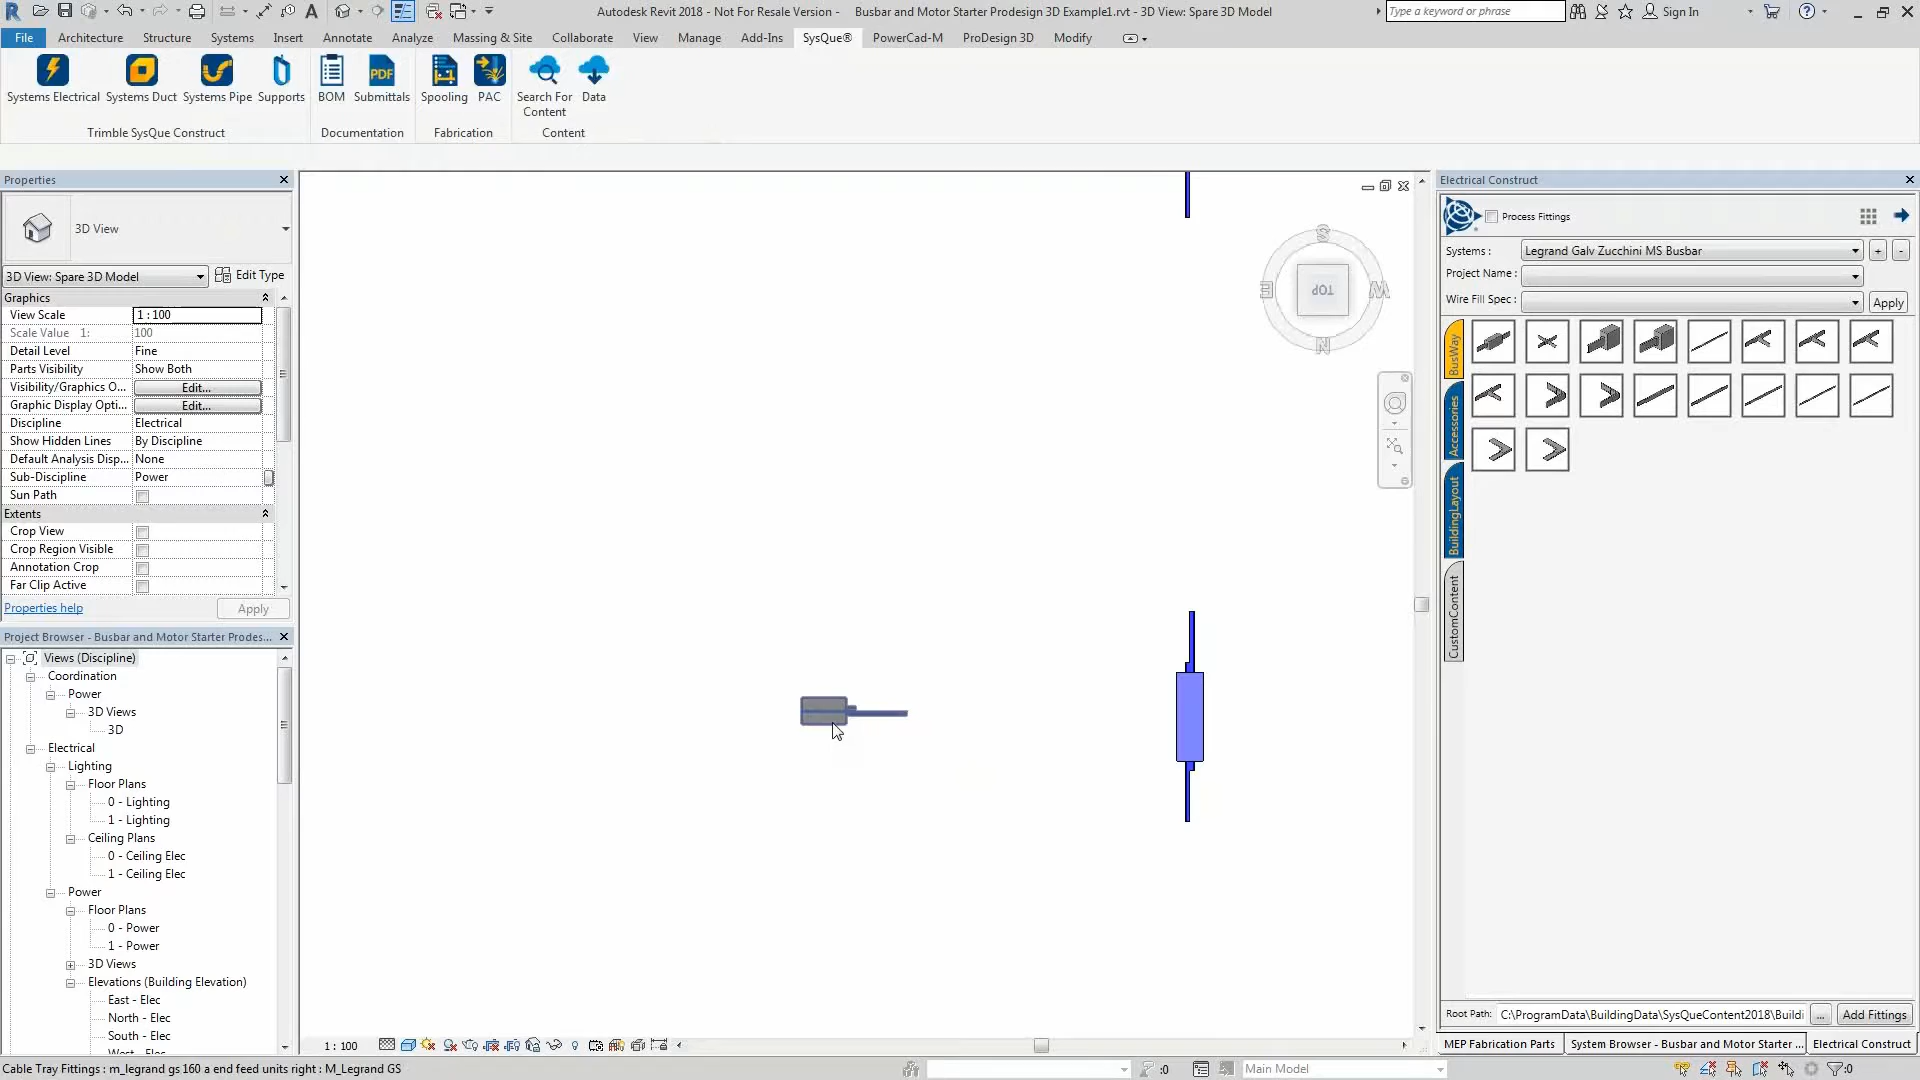 Autodesk Revit 2018 - Not For Resale Version - Busbar and Motor Starter Prodesign 3D Example1.rvt - 3D View: Spare 3D Model
Type a keyword or phrase
Sign In
File Architecture Structure Systems Insert Annotate Analyze Massing & Site Collaborate View Manage Add-Ins SysQue® PowerCad-M ProDesign 3D Modify
PDF
Systems Electrical Systems Duct Systems Pipe Supports BOM Submittals Spooling PAC Search For Content Data
Trimble SysQue Construct Documentation Fabrication Content
Properties
3D View
3D View: Spare 3D Model Edit Type
Graphics
View Scale 1 : 100
Scale Value 1: 100
Detail Level Fine
Parts Visibility Show Both
Visibility/Graphics O... Edit...
Graphic Display Opti... Edit...
Discipline Electrical
Show Hidden Lines By Discipline
Default Analysis Disp... None
Sub-Discipline Power
Sun Path
Extents
Crop View
Crop Region Visible
Annotation Crop
Far Clip Active
Properties help Apply
Project Browser - Busbar and Motor Starter Prodes...
Views (Discipline)
Coordination
Power
3D Views
3D
Electrical
Lighting
Floor Plans
0 - Lighting
1 - Lighting
Ceiling Plans
0 - Ceiling Elec
1 - Ceiling Elec
Power
Floor Plans
0 - Power
1 - Power
3D Views
Elevations (Building Elevation)
East - Elec
North - Elec
South - Elec
West - Elec
S
E TOP W
N
Electrical Construct
Process Fittings
Systems : Legrand Galv Zucchini MS Busbar + -
Project Name :
Wire Fill Spec : Apply
BusWay
Accessories
BuildingLayout
CustomContent
Root Path: C:\ProgramData\BuildingData\SysQueContent2018\Buildi ... Add Fittings
MEP Fabrication Parts System Browser - Busbar and Motor Starter ... Electrical Construct
1 : 100
Cable Tray Fittings : m_legrand gs 160 a end feed units right : M_Legrand GS
:0 Main Model :0